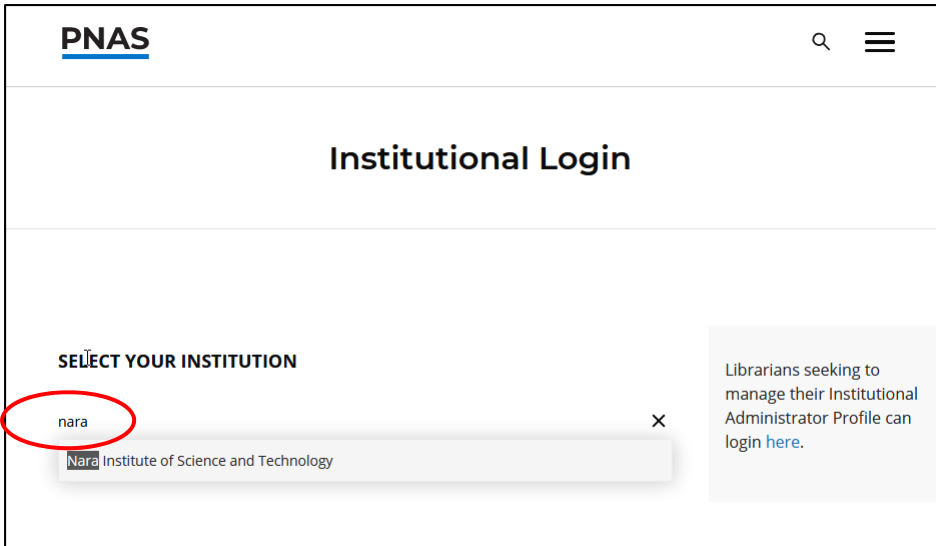 PNAS
Institutional Login
SELECT YOUR INSTITUTION
nara
Nara Institute of Science and Technology
Librarians seeking to
manage their Institutional
Administrator Profile can
login here.